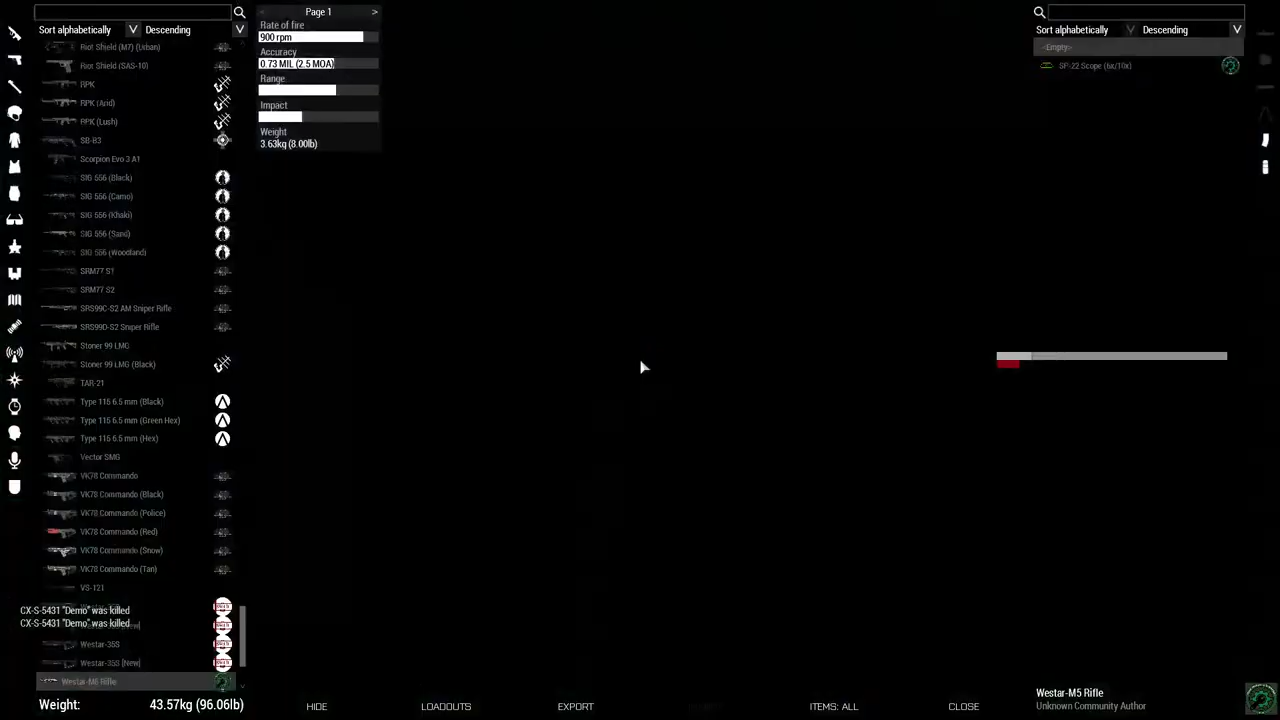 Sort alphabetically
Descending
Riot Shield (M7) (Urban)
Riot Shield (SAS-10)
RPK
RPK (Arid)
RPK (Lush)
SB-B3
Scorpion Evo 3 A1
SIG 556 (Black)
SIG 556 (Camo)
SIG 556 (Khaki)
SIG 556 (Sand)
SIG 556 (Woodland)
SRM77 S1
SRM77 S2
SRS99C-S2 AM Sniper Rifle
SRS99D-S2 Sniper Rifle
Stoner 99 LMG
Stoner 99 LMG (Black)
TAR-21
Type 115 6.5 mm (Black)
Type 115 6.5 mm (Green Hex)
Type 115 6.5 mm (Hex)
Vector SMG
VK78 Commando
VK78 Commando (Black)
VK78 Commando (Police)
VK78 Commando (Red)
VK78 Commando (Snow)
VK78 Commando (Tan)
VS-121
CX-S-5431 "Demo" was killed
CX-S-5431 "Demo" was killed
Westar-35S
Westar-35S [New]
Westar-M5 Rifle
Weight: 43.57kg (96.06lb)
< Page 1 >
Rate of fire
900 rpm
Accuracy
0.73 MIL (2.5 MOA)
Range
Impact
Weight
3.63kg (8.00lb)
Sort alphabetically
Descending
<Empty>
SF-22 Scope (6x/10x)
HIDE
LOADOUTS
EXPORT
ITEMS: ALL
CLOSE
Westar-M5 Rifle
Unknown Community Author